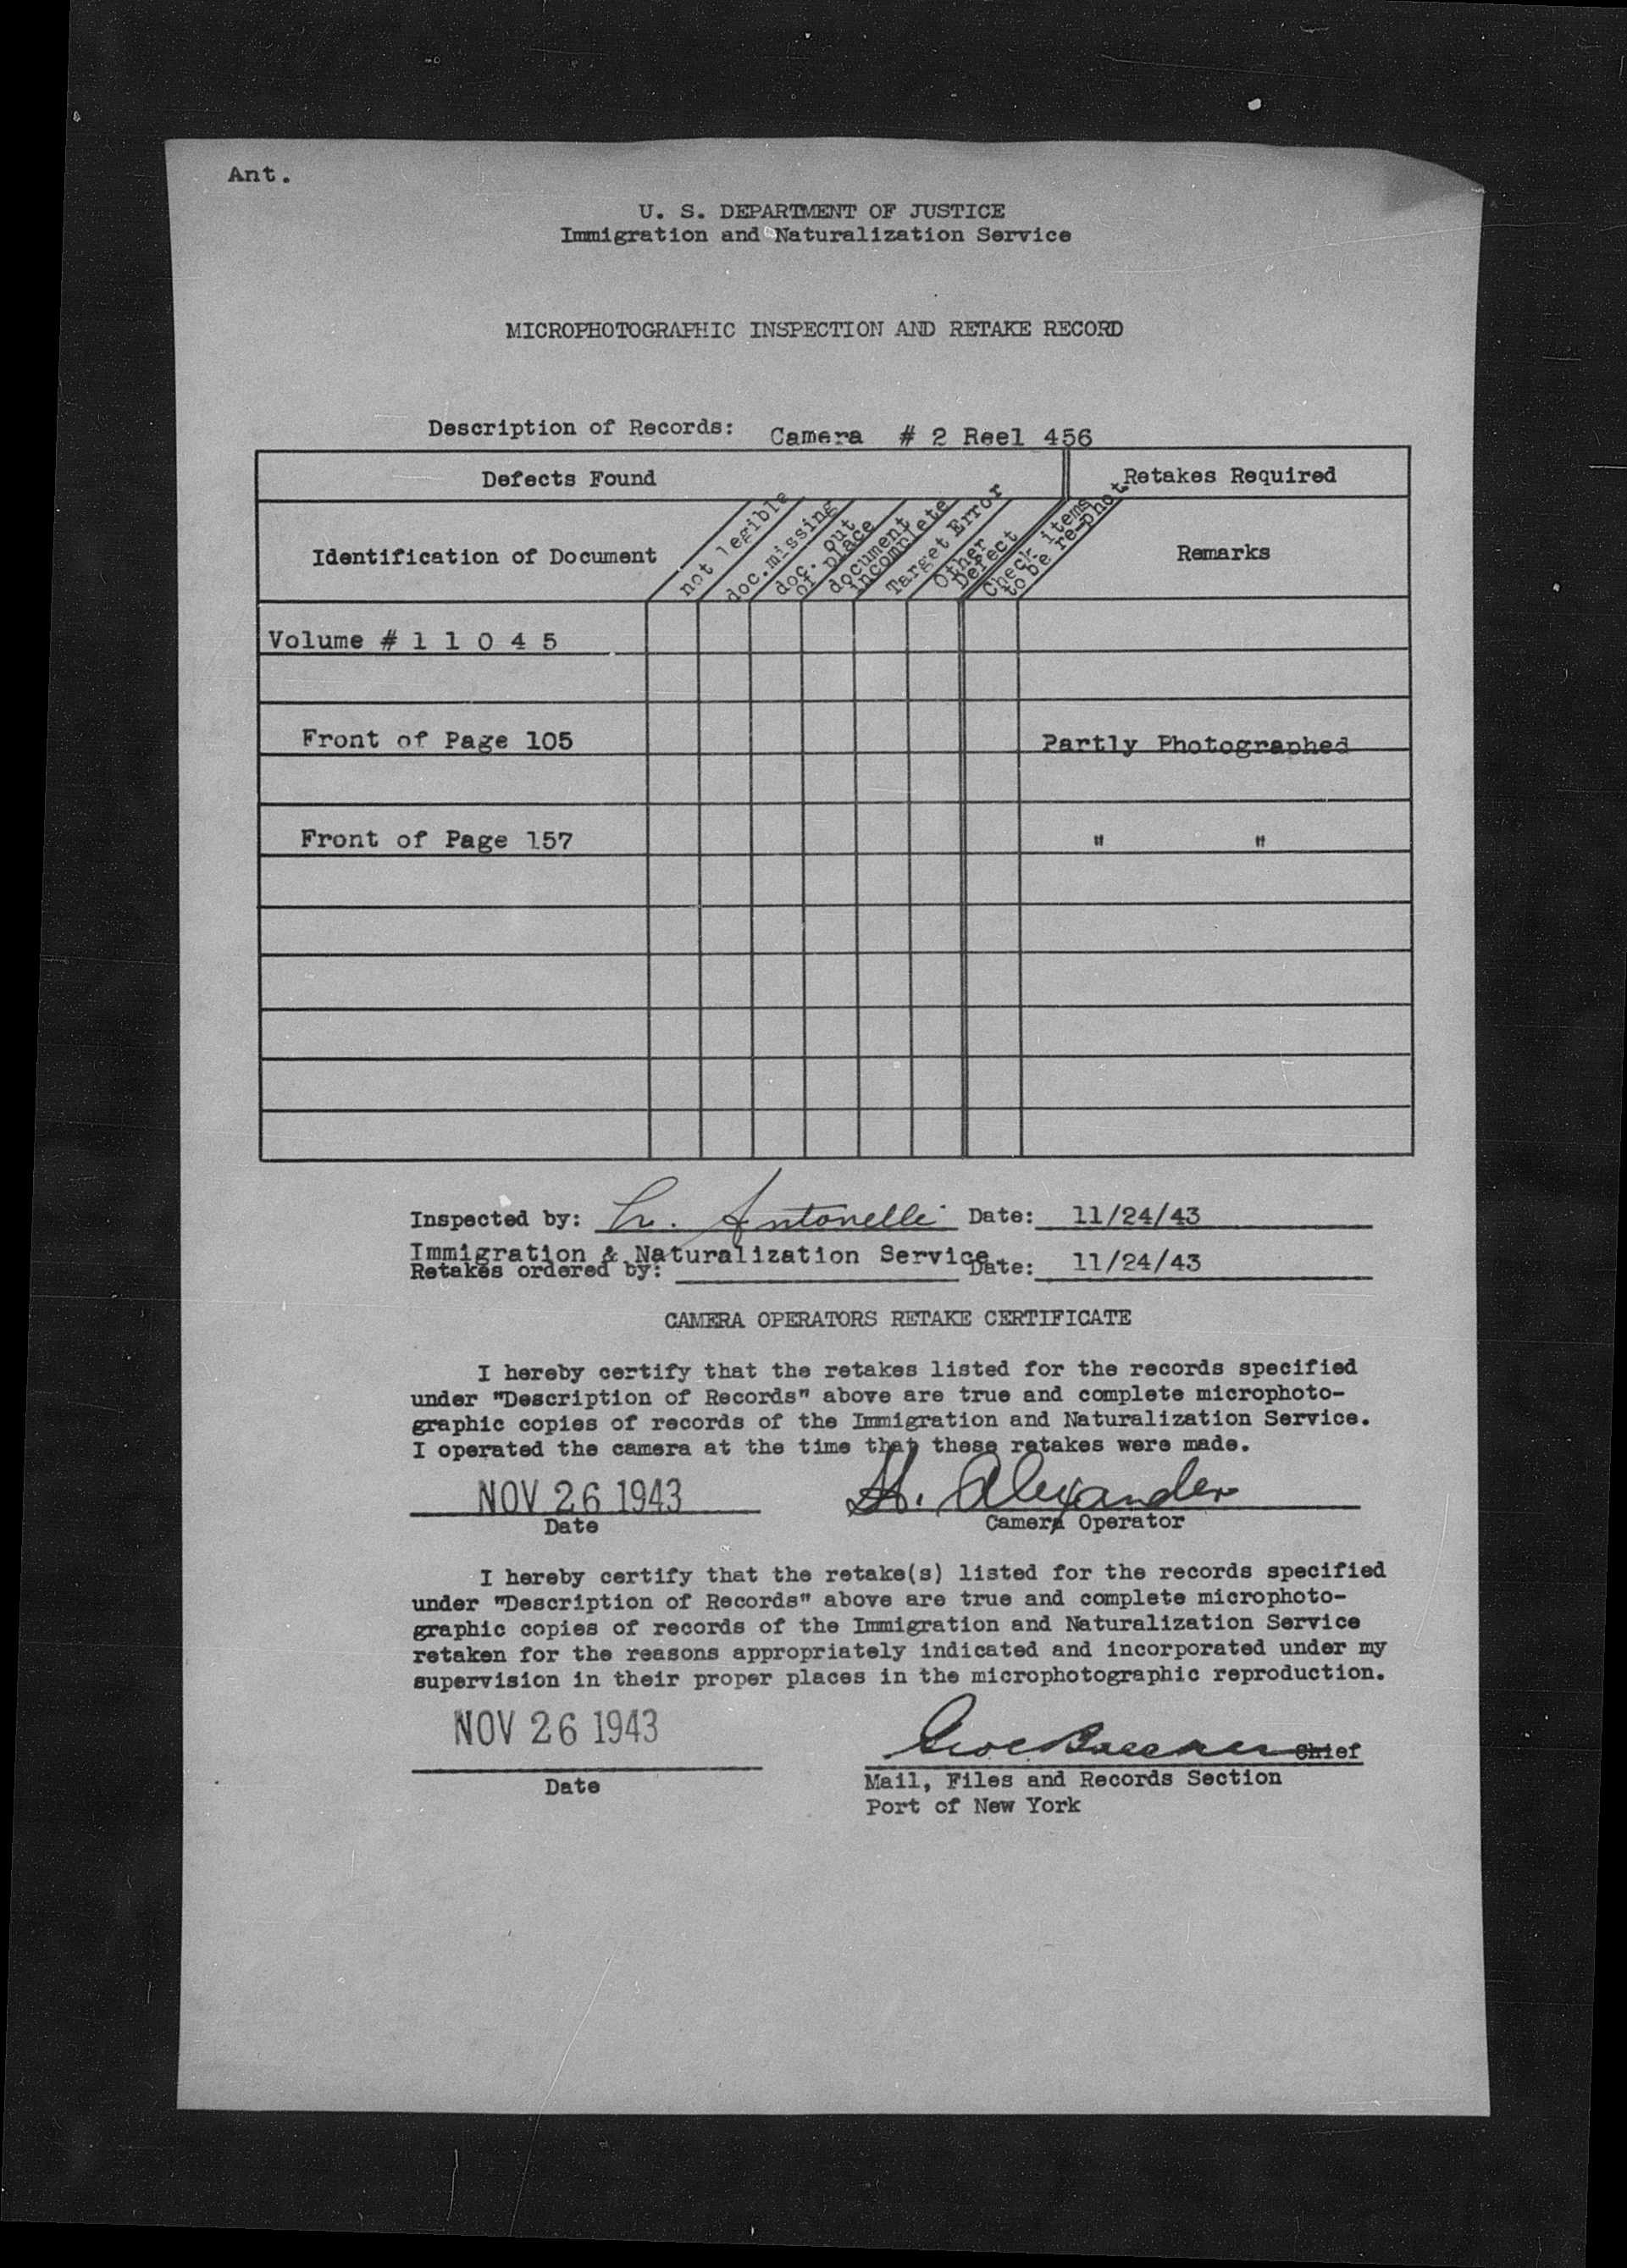 Ant.
U. S. DEPARTMENT OF JUSTICE
Immigration and Naturalization Service
MICROPHOTOGRAPHIC INSPECTION AND RETAKE RECORD
Description of Records: Camera # 2 Reel 456
Defects Found
Retakes Required
Identification of Document
not legible
doc.missing
doc. out
of place
document
incomplete
Target Error
Other
Defect
Check items
to be re-phot.
Remarks
Volume # 1 1 0 4 5
Front of Page 105 Partly Photographed
Front of Page 157 " "
Inspected by: Antonelli Date: 11/24/43
Immigration & Naturalization Service.
Retakes ordered by: Date: 11/24/43
CAMERA OPERATORS RETAKE CERTIFICATE
I hereby certify that the retakes listed for the records specified
under "Description of Records" above are true and complete microphoto-
graphic copies of records of the Immigration and Naturalization Service.
I operated the camera at the time that these retakes were made.
NOV 26 1943 H. Alexander
Date Camera Operator
I hereby certify that the retake(s) listed for the records specified
under "Description of Records" above are true and complete microphoto-
graphic copies of records of the Immigration and Naturalization Service
retaken for the reasons appropriately indicated and incorporated under my
supervision in their proper places in the microphotographic reproduction.
NOV 26 1943
Chief
Date
Mail, Files and Records Section
Port of New York